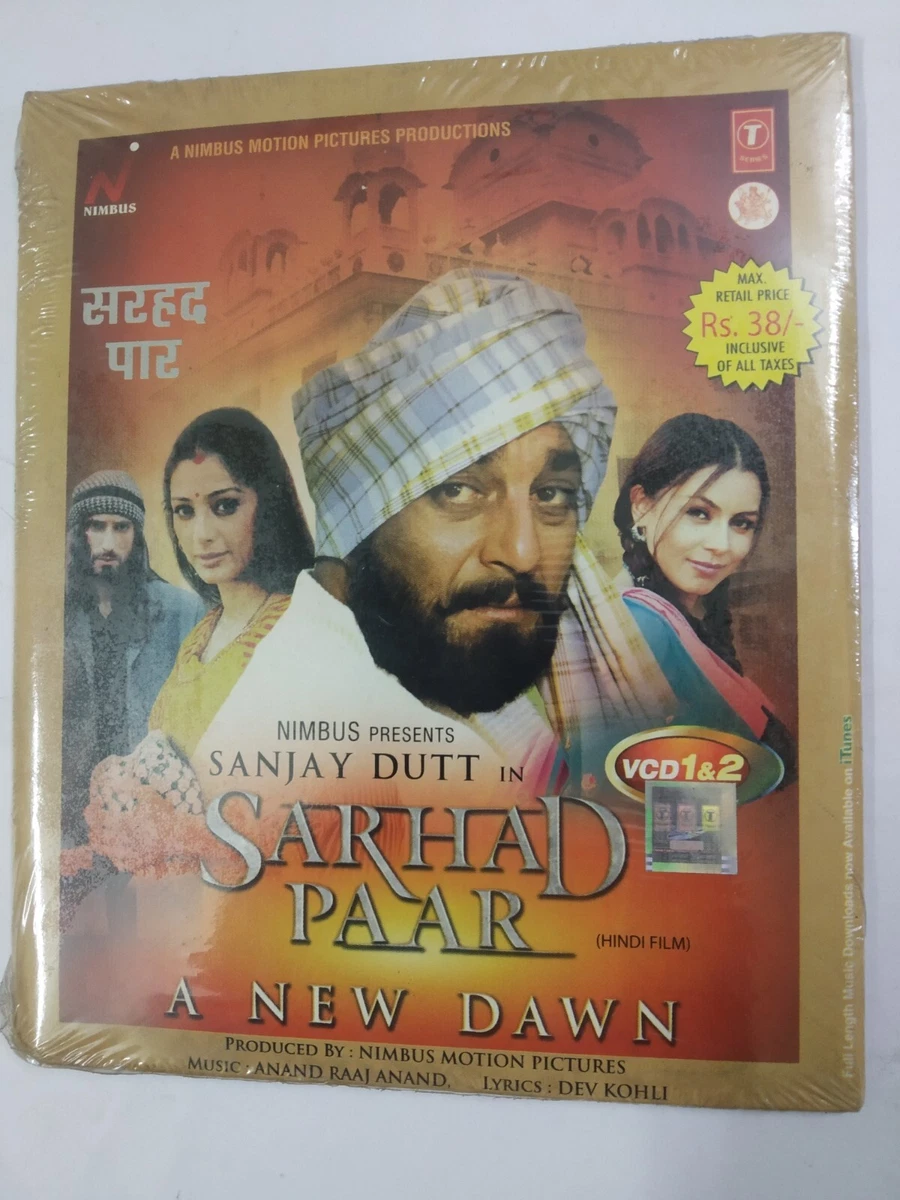 A NIMBUS MOTION PICTURES PRODUCTIONS
N
NIMBUS
T
SERIES
सरहद
पार
MAX.
RETAIL PRICE
Rs. 38/-
INCLUSIVE
OF ALL TAXES
NIMBUS PRESENTS
SANJAY DUTT IN
VCD1&2
SARHAD
PAAR
(HINDI FILM)
A NEW DAWN
PRODUCED BY : NIMBUS MOTION PICTURES
MUSIC : ANAND RAAJ ANAND, LYRICS : DEV KOHLI
Full Length Music Downloads now Available on iTunes